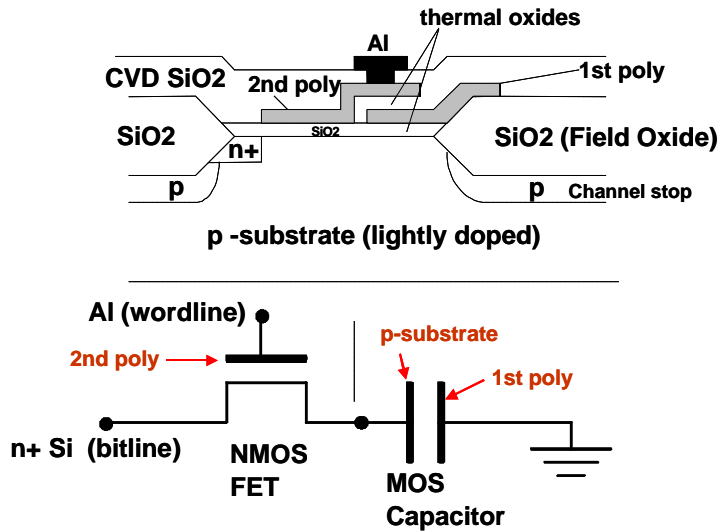 thermal oxides
Al
CVD SiO2
2nd poly
1st poly
SiO2
SiO2
SiO2 (Field Oxide)
n+
p
p
Channel stop
p -substrate (lightly doped)
Al (wordline)
p-substrate
2nd poly
1st poly
n+ Si (bitline)
NMOS
FET
MOS
Capacitor